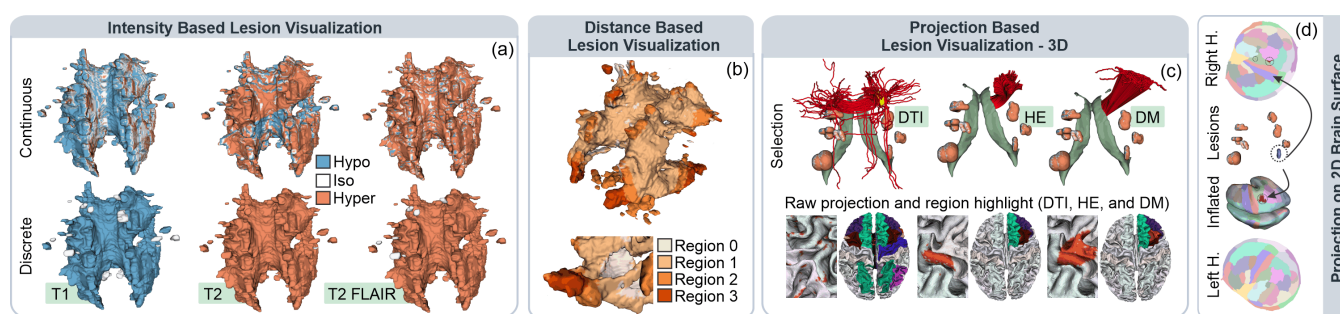 Intensity Based Lesion Visualization
(a)
Continuous
Hypo
Iso
Hyper
Discrete
T1
T2
T2 FLAIR
Distance Based
Lesion Visualization
(b)
Region 0
Region 1
Region 2
Region 3
Projection Based
Lesion Visualization - 3D
(c)
Selection
DTI
HE
DM
Raw projection and region highlight (DTI, HE, and DM)
(d)
Right H.
Lesions
Inflated
Left H.
Projection on 2D Brain Surface